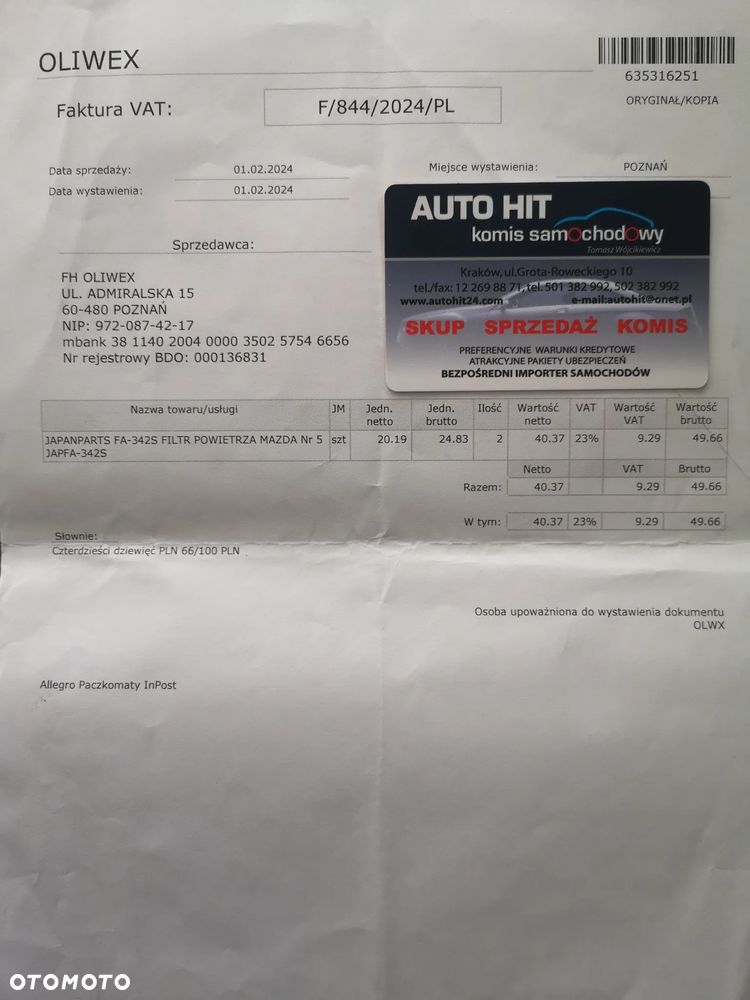 OLIWEX
635316251
Faktura VAT:
F/844/2024/PL
ORYGINAŁ/KOPIA
Data sprzedaży: 01.02.2024
Miejsce wystawienia: POZNAŃ
Data wystawienia: 01.02.2024
AUTO HIT
komis samochodowy
Tomasz Wójcikiewicz
Kraków, ul.Grota-Roweckiego 10
tel./fax: 12 269 88 71, tel. 501 382 992, 502 382 992
www.autohit24.com e-mail:autohit@onet.pl
SKUP SPRZEDAŻ KOMIS
PREFERENCYJNE WARUNKI KREDYTOWE
ATRAKCYJNE PAKIETY UBEZPIECZEŃ
BEZPOŚREDNI IMPORTER SAMOCHODÓW
Sprzedawca:
FH OLIWEX
UL. ADMIRALSKA 15
60-480 POZNAŃ
NIP: 972-087-42-17
mbank 38 1140 2004 0000 3502 5754 6656
Nr rejestrowy BDO: 000136831
Nazwa towaru/usługi JM Jedn. netto Jedn. brutto Ilość Wartość netto VAT Wartość VAT Wartość brutto
JAPANPARTS FA-342S FILTR POWIETRZA MAZDA Nr 5 szt 20.19 24.83 2 40.37 23% 9.29 49.66
JAPFA-342S
Netto VAT Brutto
Razem: 40.37 9.29 49.66
W tym: 40.37 23% 9.29 49.66
Słownie:
Czterdzieści dziewięć PLN 66/100 PLN
Osoba upoważniona do wystawienia dokumentu
OLWX
Allegro Paczkomaty InPost
OTOMOTO